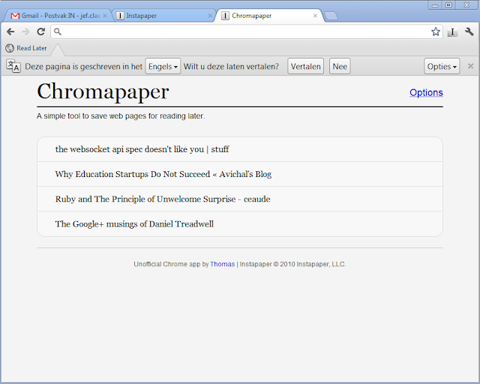 Gmail - Postvak IN - jef.clae
Instapaper
Chromapaper
Read Later
Deze pagina is geschreven in het Engels Wilt u deze laten vertalen? Vertalen Nee Opties
Chromapaper
Options
A simple tool to save web pages for reading later.
the websocket api spec doesn't like you | stuff
Why Education Startups Do Not Succeed « Avichal's Blog
Ruby and The Principle of Unwelcome Surprise - ceaude
The Google+ musings of Daniel Treadwell
Unofficial Chrome app by Thomas | Instapaper © 2010 Instapaper, LLC.